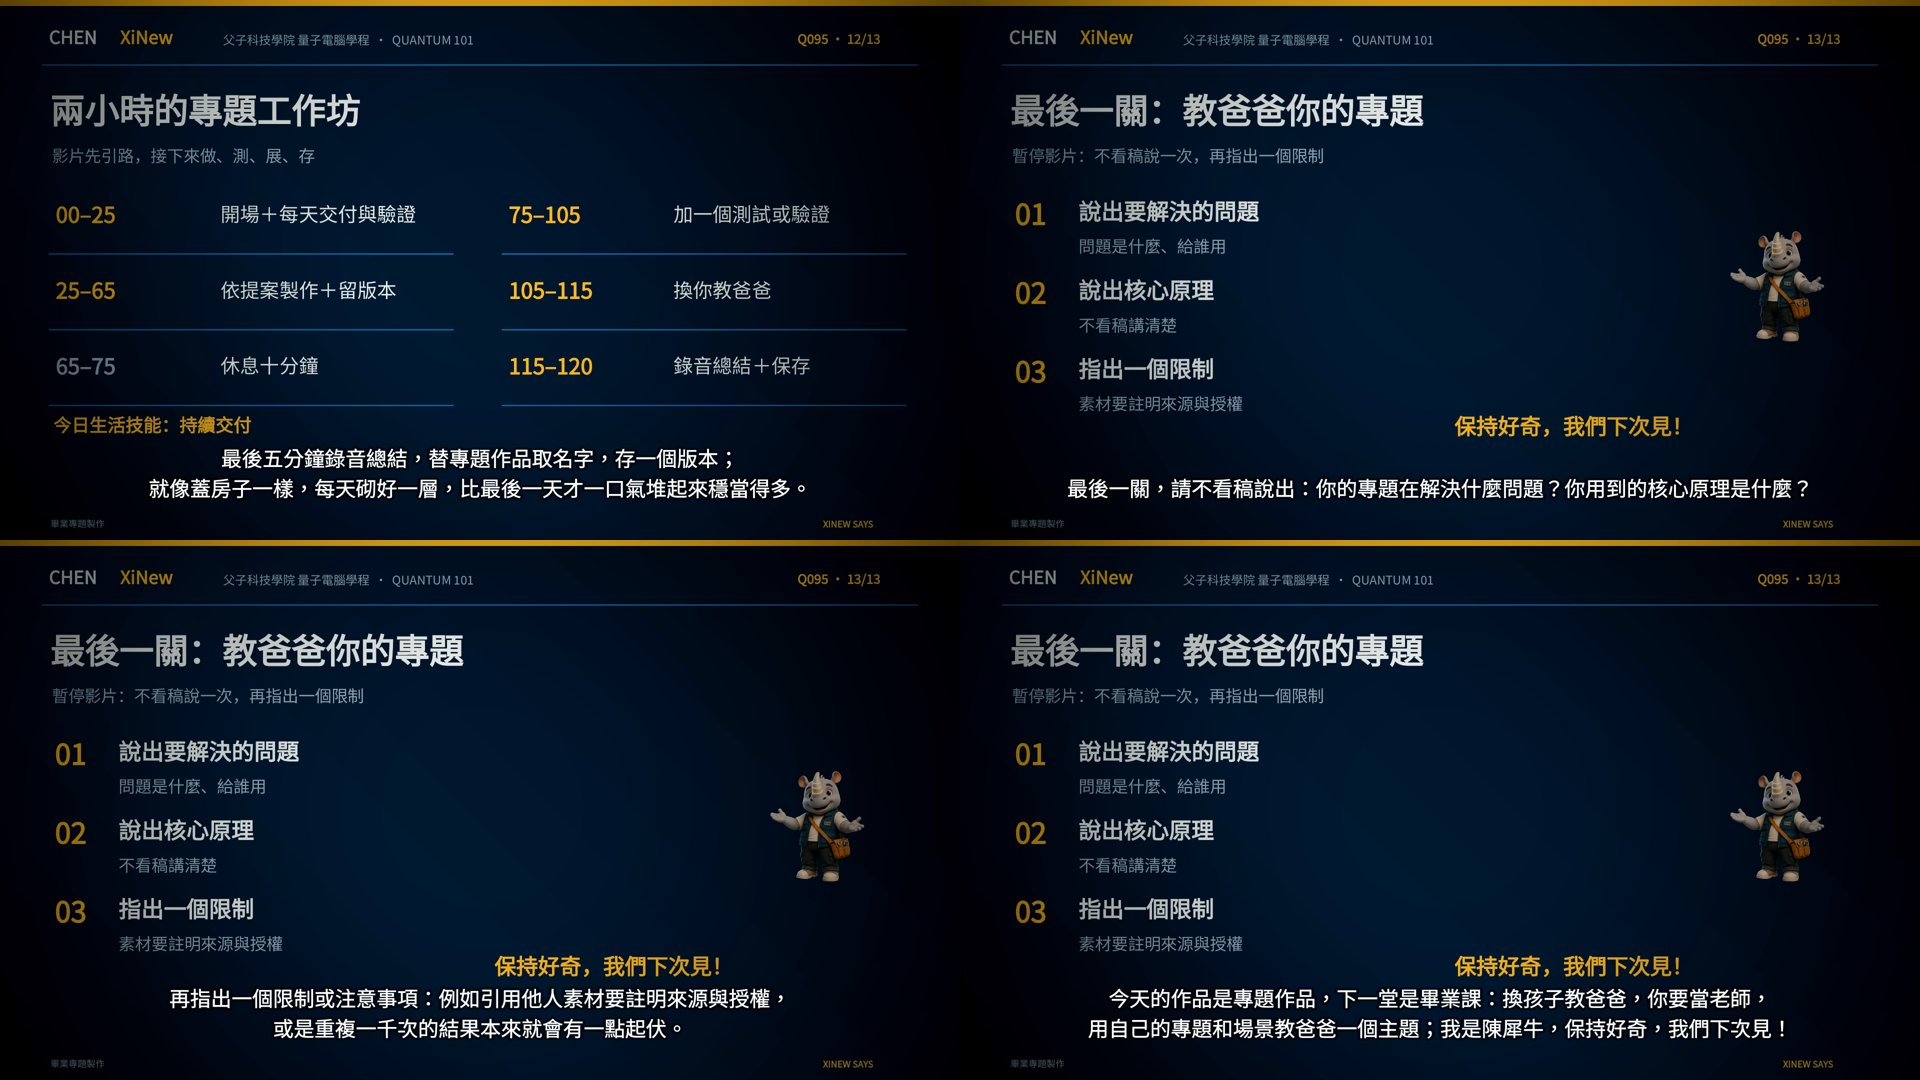 CHEN XiNew 父子科技學院 量子電腦學程 · QUANTUM 101 Q095 · 12/13
兩小時的專題工作坊
影片先引路，接下來做、測、展、存
00–25 開場＋每天交付與驗證
75–105 加一個測試或驗證
25–65 依提案製作＋留版本
105–115 換你教爸爸
65–75 休息十分鐘
115–120 錄音總結＋保存
今日生活技能：持續交付
最後五分鐘錄音總結，替專題作品取名字，存一個版本；
就像蓋房子一樣，每天砌好一層，比最後一天才一口氣堆起來穩當得多。
畢業專題製作 XINEW SAYS
CHEN XiNew 父子科技學院 量子電腦學程 · QUANTUM 101 Q095 · 13/13
最後一關：教爸爸你的專題
暫停影片：不看稿說一次，再指出一個限制
01 說出要解決的問題
問題是什麼、給誰用
02 說出核心原理
不看稿講清楚
03 指出一個限制
素材要註明來源與授權
保持好奇，我們下次見！
最後一關，請不看稿說出：你的專題在解決什麼問題？你用到的核心原理是什麼？
畢業專題製作 XINEW SAYS
CHEN XiNew 父子科技學院 量子電腦學程 · QUANTUM 101 Q095 · 13/13
最後一關：教爸爸你的專題
暫停影片：不看稿說一次，再指出一個限制
01 說出要解決的問題
問題是什麼、給誰用
02 說出核心原理
不看稿講清楚
03 指出一個限制
素材要註明來源與授權
保持好奇，我們下次見！
再指出一個限制或注意事項：例如引用他人素材要註明來源與授權，
或是重複一千次的結果本來就會有一點起伏。
畢業專題製作 XINEW SAYS
CHEN XiNew 父子科技學院 量子電腦學程 · QUANTUM 101 Q095 · 13/13
最後一關：教爸爸你的專題
暫停影片：不看稿說一次，再指出一個限制
01 說出要解決的問題
問題是什麼、給誰用
02 說出核心原理
不看稿講清楚
03 指出一個限制
素材要註明來源與授權
保持好奇，我們下次見！
今天的作品是專題作品，下一堂是畢業課：換孩子教爸爸，你要當老師，
用自己的專題和場景教爸爸一個主題；我是陳犀牛，保持好奇，我們下次見！
畢業專題製作 XINEW SAYS